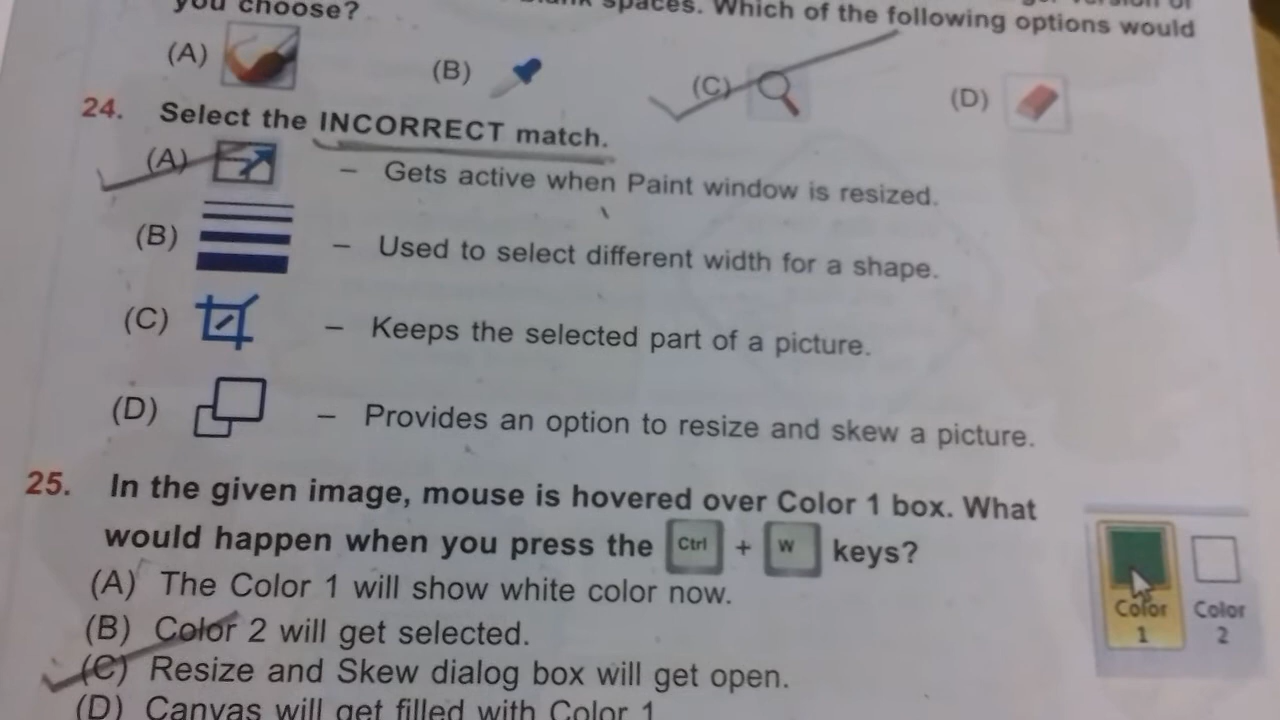 you choose?
spaces. Which of the following options would
(A) (B) (C) (D)
24. Select the INCORRECT match.
(A) – Gets active when Paint window is resized.
(B) – Used to select different width for a shape.
(C) – Keeps the selected part of a picture.
(D) – Provides an option to resize and skew a picture.
25. In the given image, mouse is hovered over Color 1 box. What
would happen when you press the Ctrl + W keys?
(A) The Color 1 will show white color now.
(B) Color 2 will get selected.
(C) Resize and Skew dialog box will get open.
(D) Canvas will get filled with Color 1
Color Color
1 2